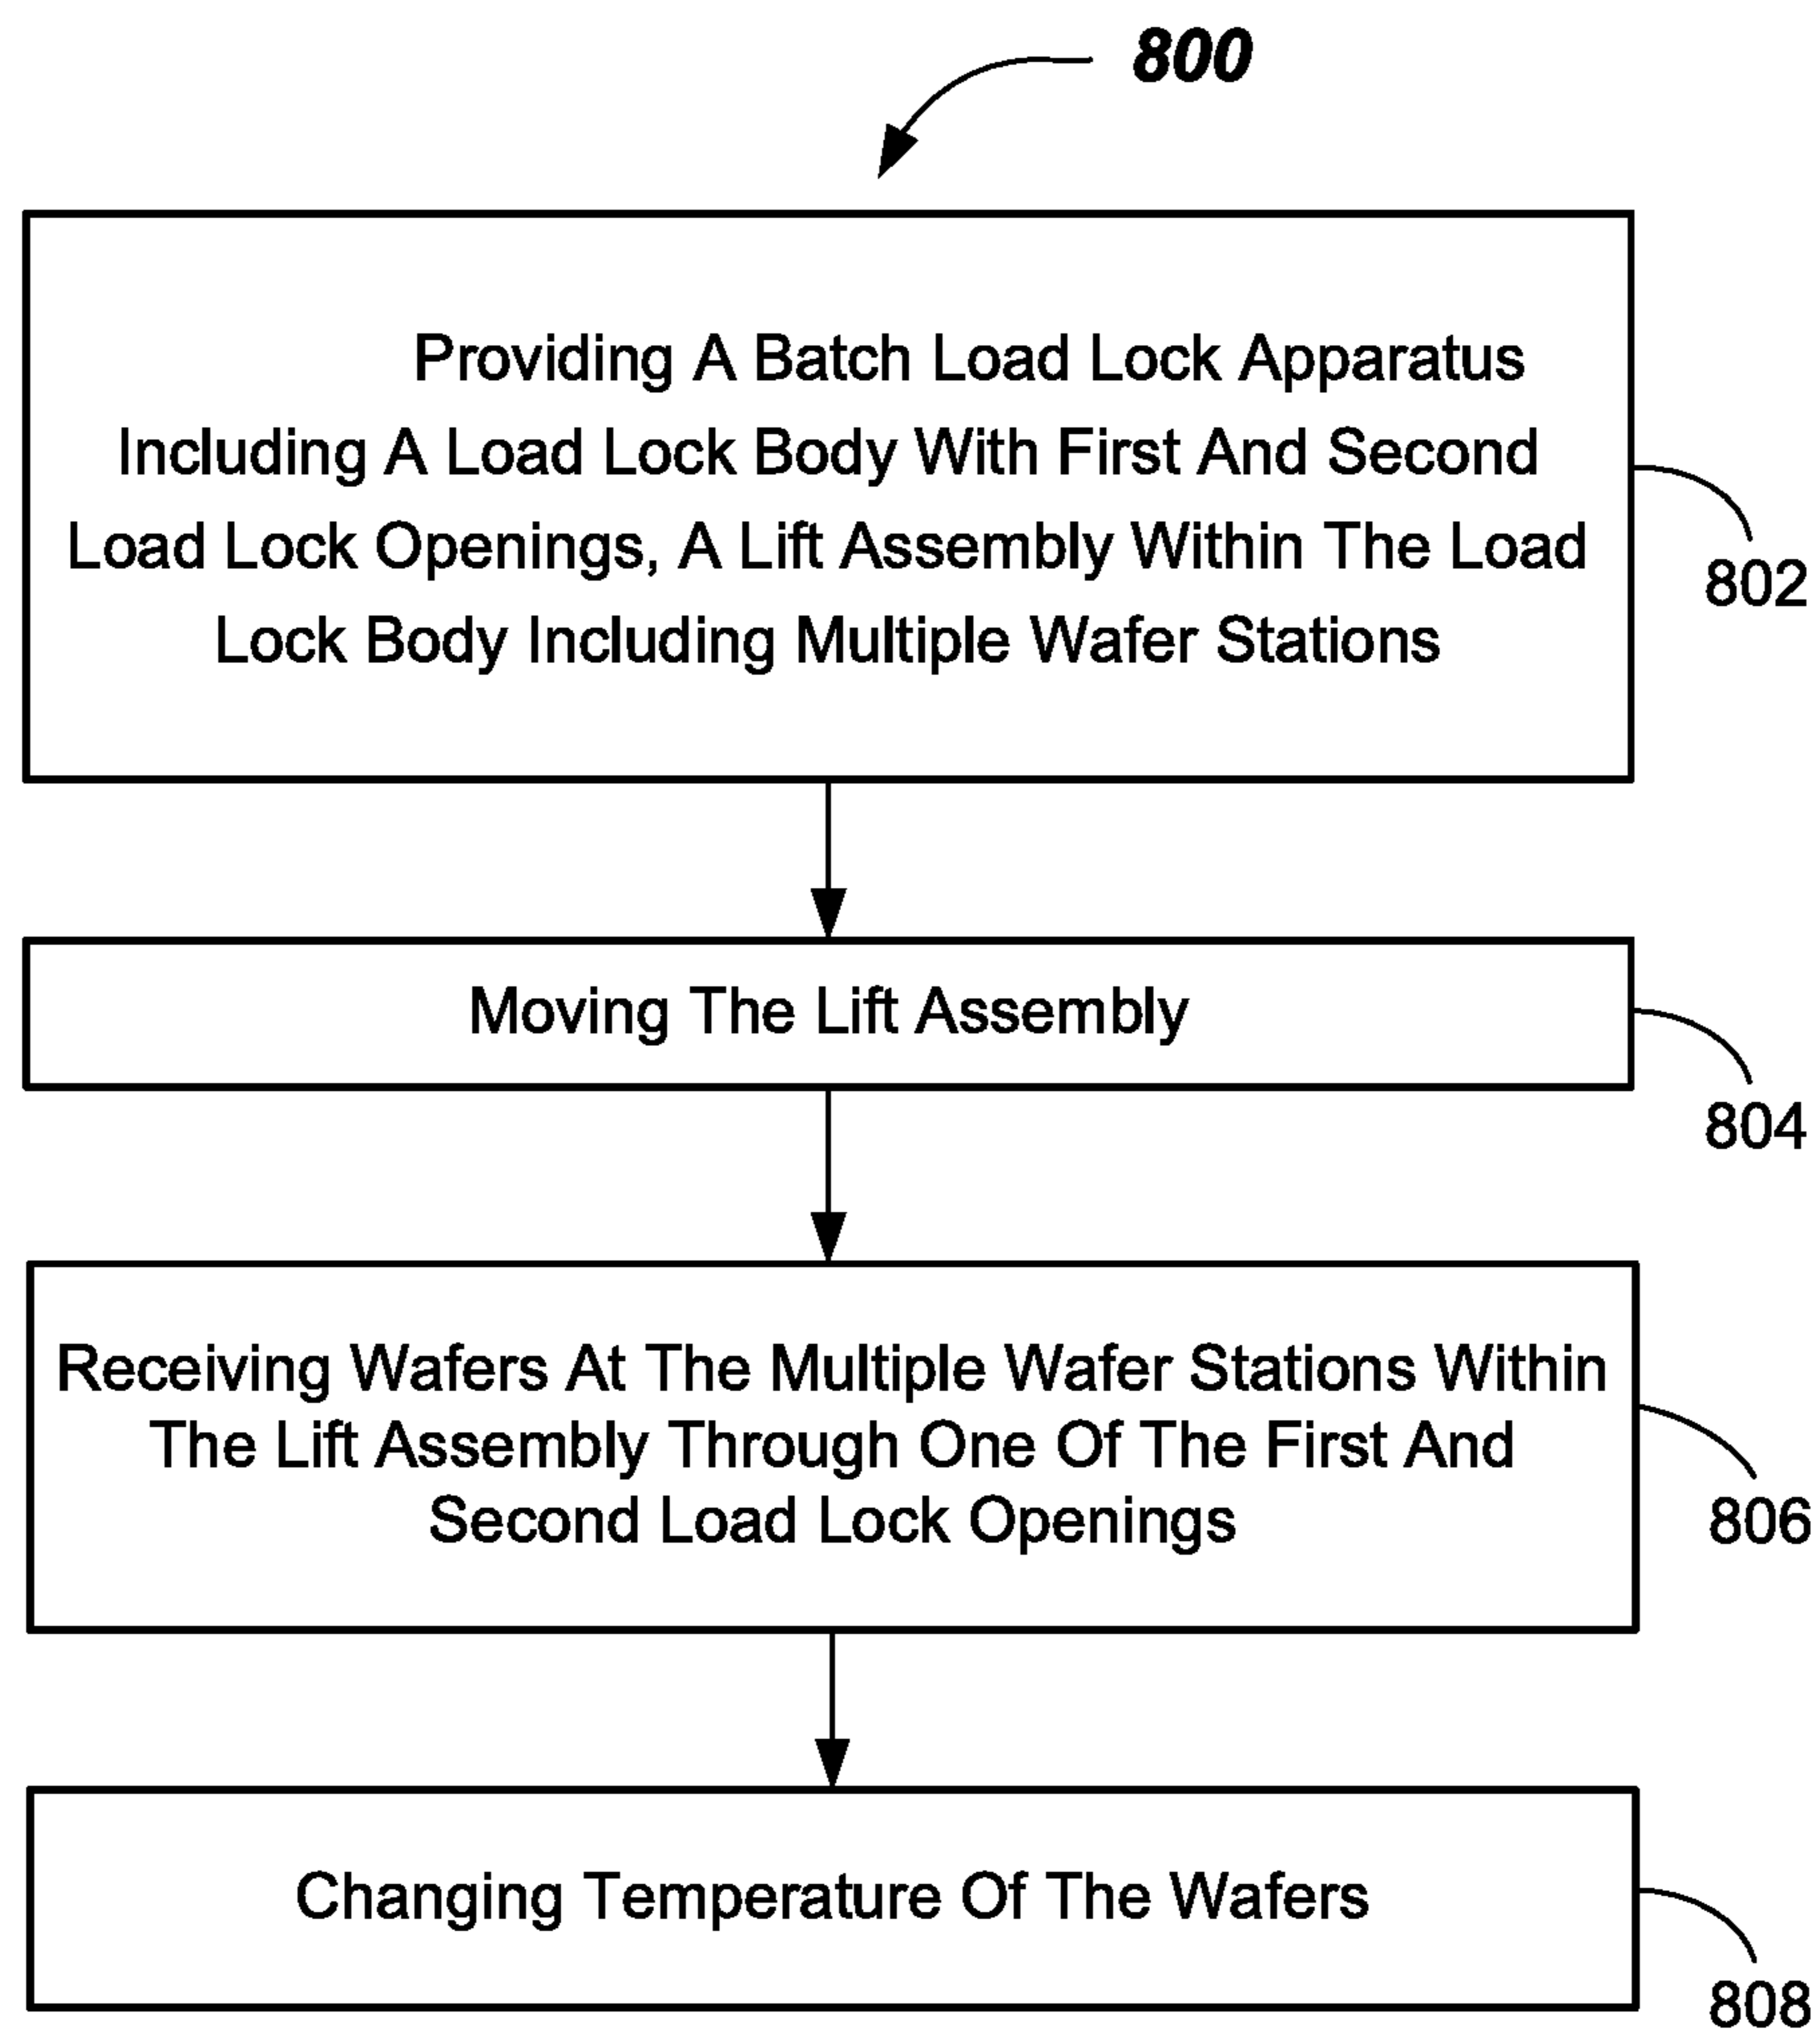 800
Providing A Batch Load Lock Apparatus
Including A Load Lock Body With First And Second
Load Lock Openings, A Lift Assembly Within The Load
Lock Body Including Multiple Wafer Stations
802
Moving The Lift Assembly
804
Receiving Wafers At The Multiple Wafer Stations Within
The Lift Assembly Through One Of The First And
Second Load Lock Openings
806
Changing Temperature Of The Wafers
808